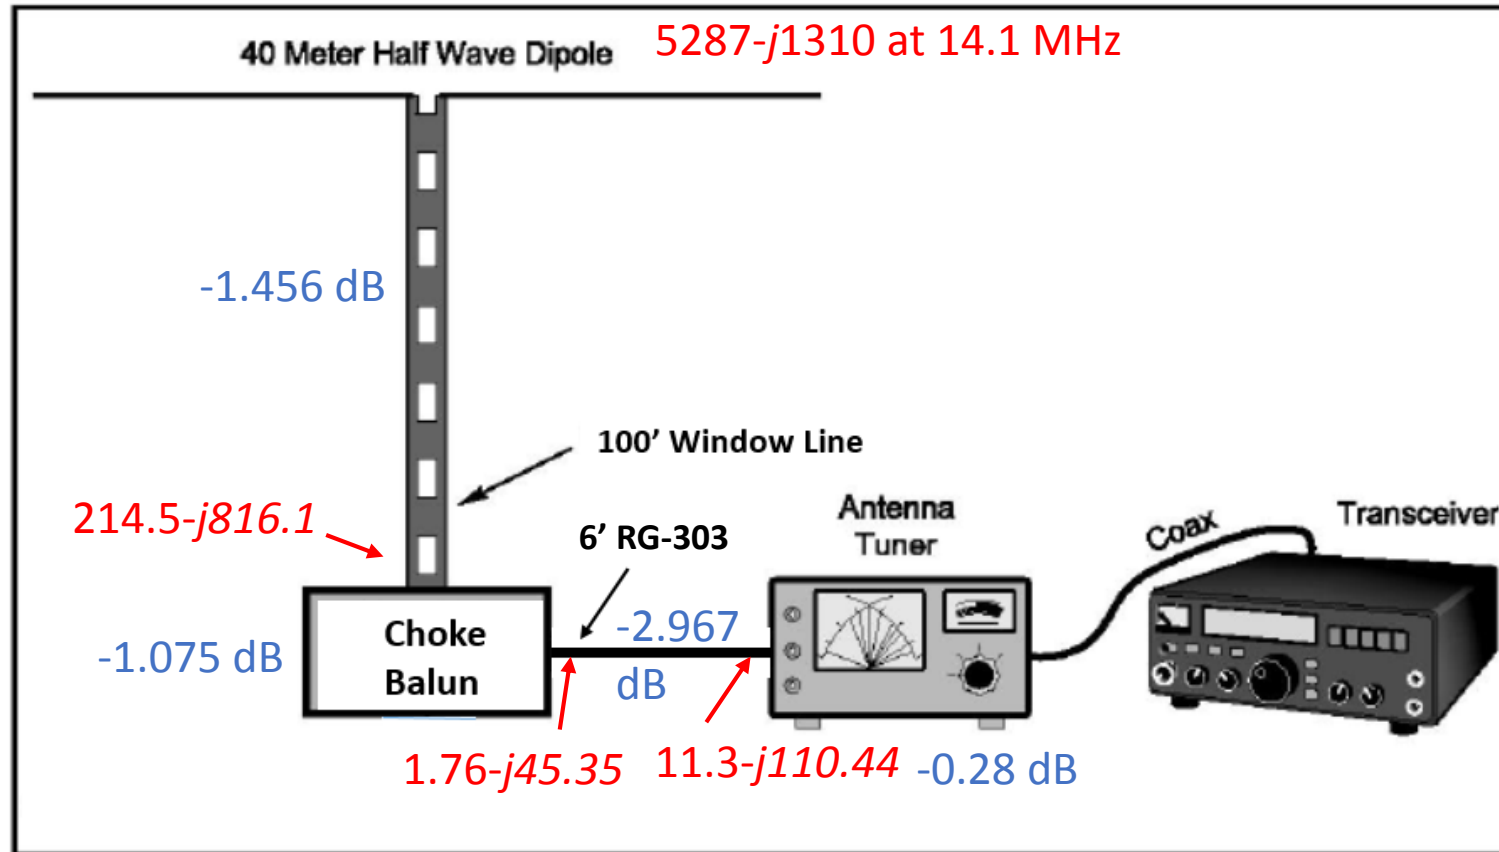 40 Meter Half Wave Dipole
5287-j1310 at 14.1 MHz
-1.456 dB
100’ Window Line
214.5-j816.1
6’ RG-303
Antenna
Tuner
Coax
Transceiver
Choke
Balun
-1.075 dB
-2.967
dB
1.76-j45.35
11.3-j110.44
-0.28 dB